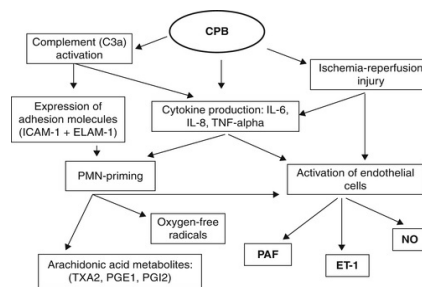 CPB
Complement (C3a)
activation
Ischemia-reperfusion
injury
Expression of
adhesion molecules
(ICAM-1 + ELAM-1)
Cytokine production: IL-6,
IL-8, TNF-alpha
PMN-priming
Activation of endothelial
cells
Oxygen-free
radicals
PAF
ET-1
NO
Arachidonic acid metabolites:
(TXA2, PGE1, PGI2)